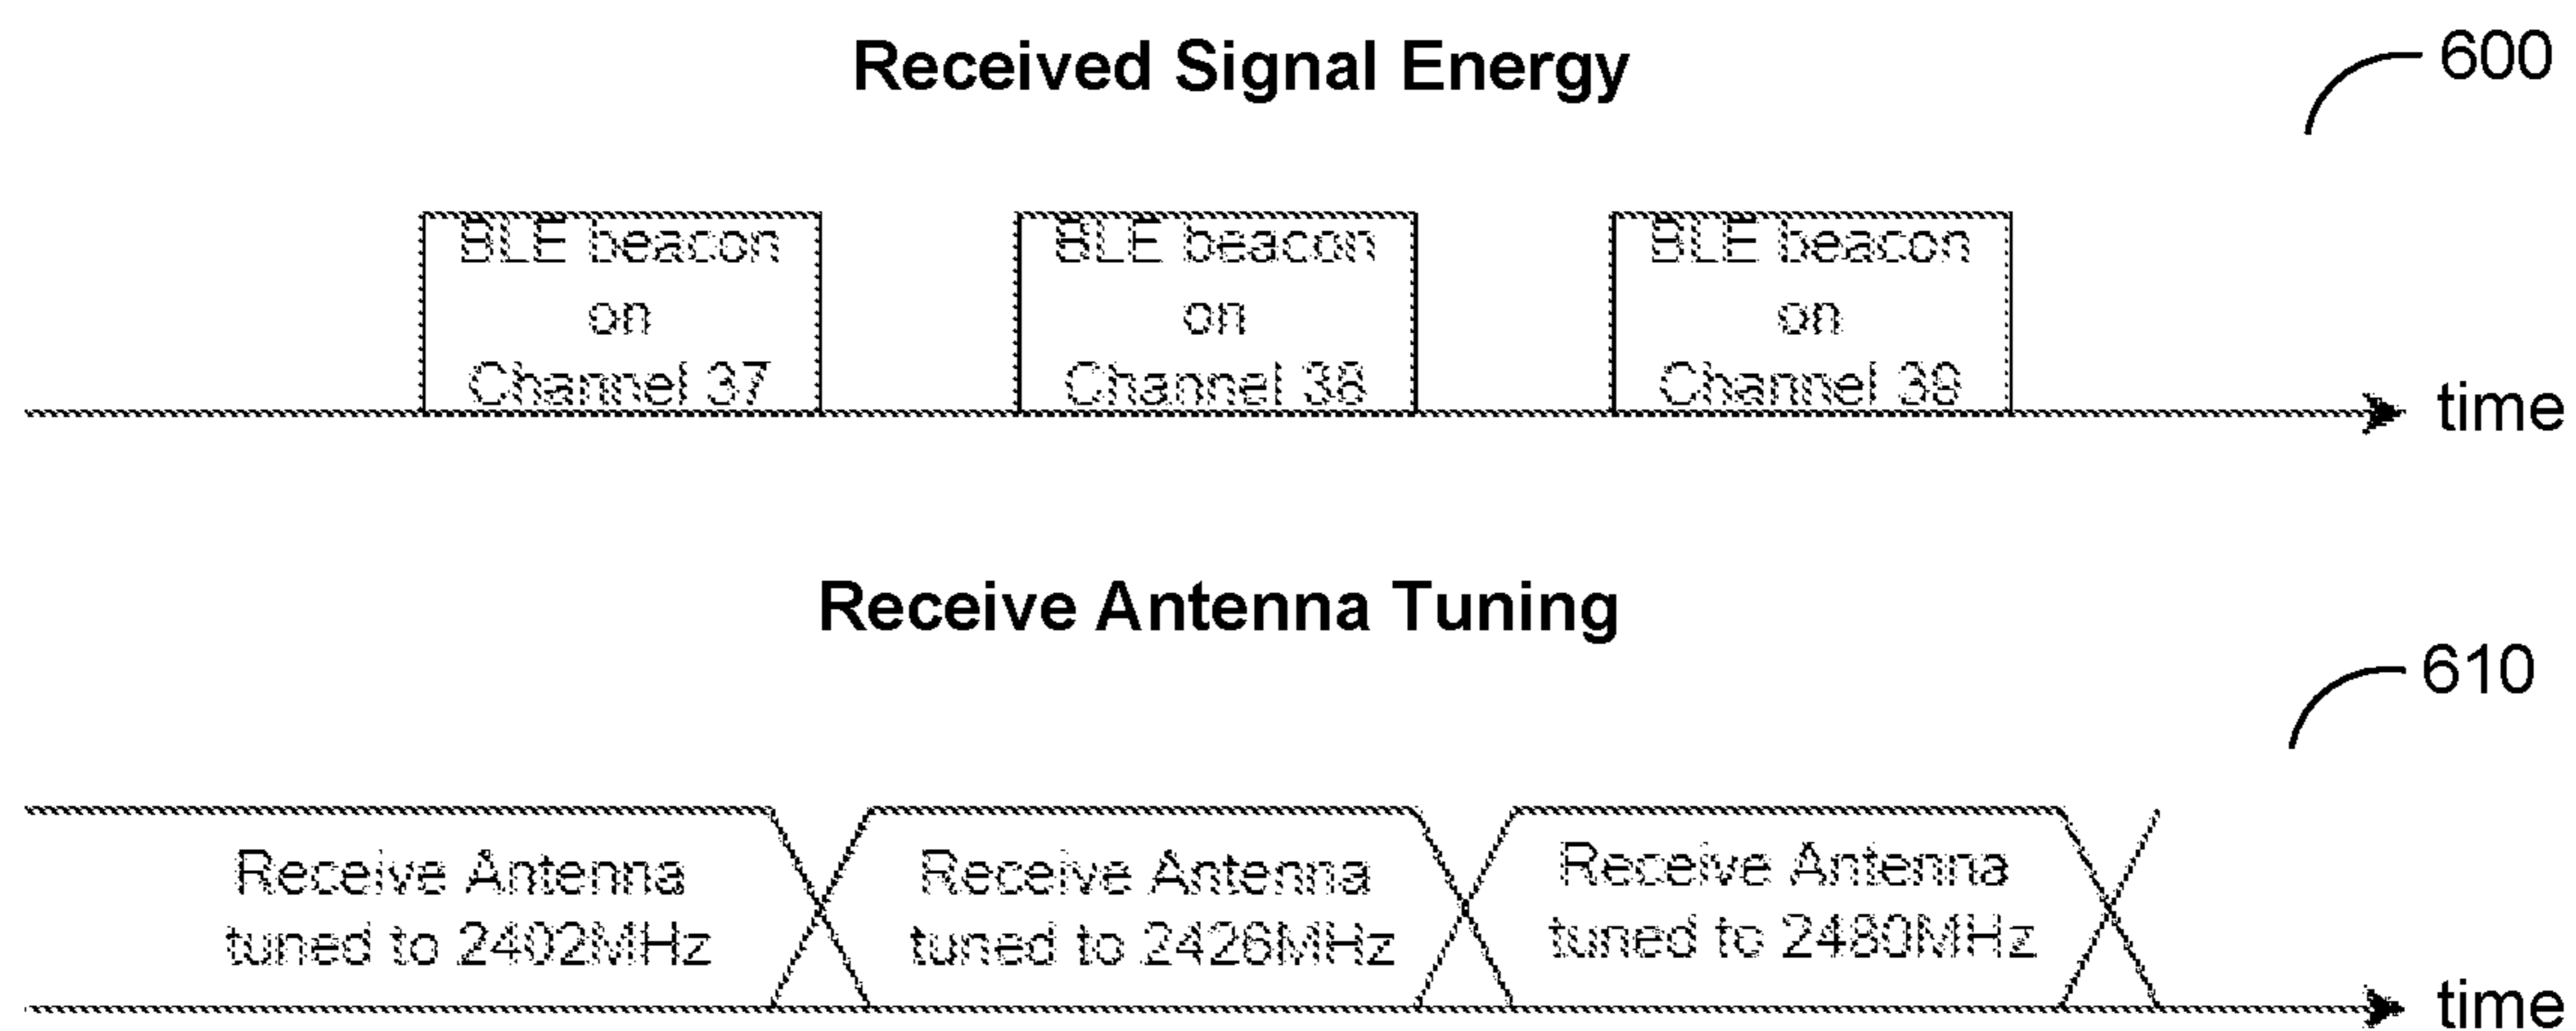 Received Signal Energy
600
BLE beacon
on
Channel 37
BLE beacon
on
Channel 38
BLE beacon
on
Channel 39
time
Receive Antenna Tuning
610
Receive Antenna
tuned to 2402MHz
Receive Antenna
tuned to 2426MHz
Receive Antenna
tuned to 2480MHz
time